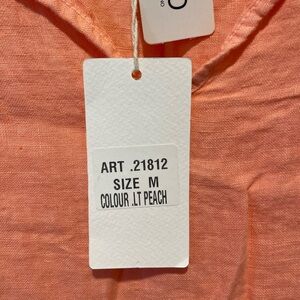 ART .21812
SIZE M
COLOUR .LT PEACH